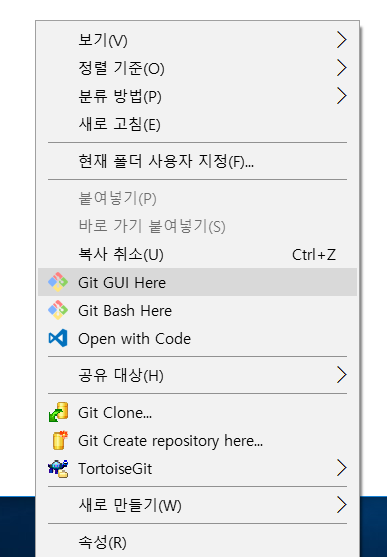 보기(V)
정렬 기준(O)
분류 방법(P)
새로 고침(E)
현재 폴더 사용자 지정(F)...
붙여넣기(P)
바로 가기 붙여넣기(S)
복사 취소(U) Ctrl+Z
Git GUI Here
Git Bash Here
Open with Code
공유 대상(H)
Git Clone...
Git Create repository here...
TortoiseGit
새로 만들기(W)
속성(R)